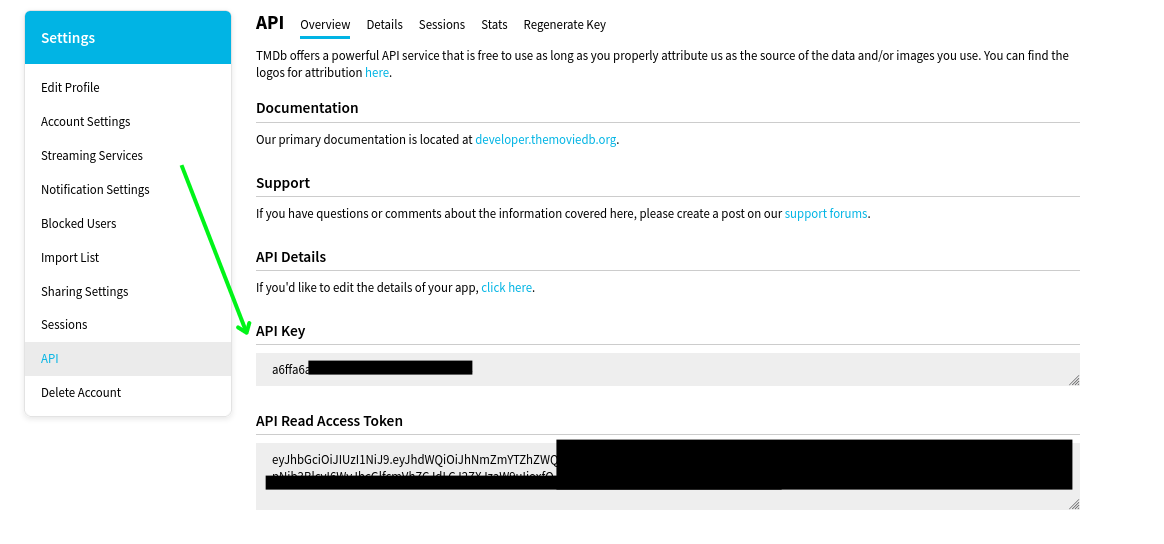 Settings
Edit Profile
Account Settings
Streaming Services
Notification Settings
Blocked Users
Import List
Sharing Settings
Sessions
API
Delete Account
API Overview Details Sessions Stats Regenerate Key
TMDb offers a powerful API service that is free to use as long as you properly attribute us as the source of the data and/or images you use. You can find the
logos for attribution here.
Documentation
Our primary documentation is located at developer.themoviedb.org.
Support
If you have questions or comments about the information covered here, please create a post on our support forums.
API Details
If you'd like to edit the details of your app, click here.
API Key
a6ffa6a
API Read Access Token
eyJhbGciOiJIUzI1NiJ9.eyJhdWQiOiJhNmZmYTZhZWQ